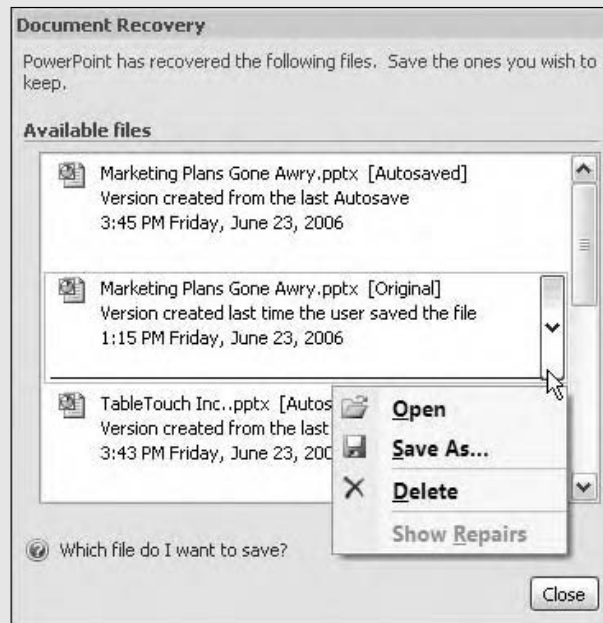 Document Recovery
PowerPoint has recovered the following files. Save the ones you wish to
keep.
Available files
Marketing Plans Gone Awry.pptx [Autosaved]
Version created from the last Autosave
3:45 PM Friday, June 23, 2006
Marketing Plans Gone Awry.pptx [Original]
Version created last time the user saved the file
1:15 PM Friday, June 23, 2006
TableTouch Inc..pptx [Autos
Version created from the last
3:43 PM Friday, June 23, 200
Open
Save As...
Delete
Show Repairs
Which file do I want to save?
Close